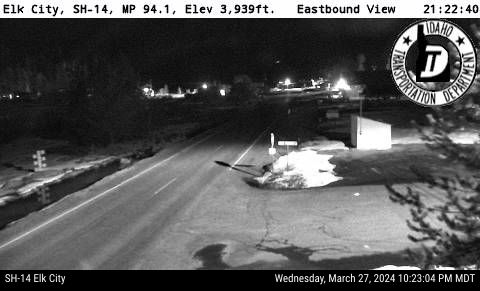 Elk City, SH-14, MP 94.1, Elev 3,939ft. Eastbound View 21:22:40
IDAHO
TRANSPORTATION DEPARTMENT
SH-14 Elk City Wednesday, March 27, 2024 10:23:04 PM MDT